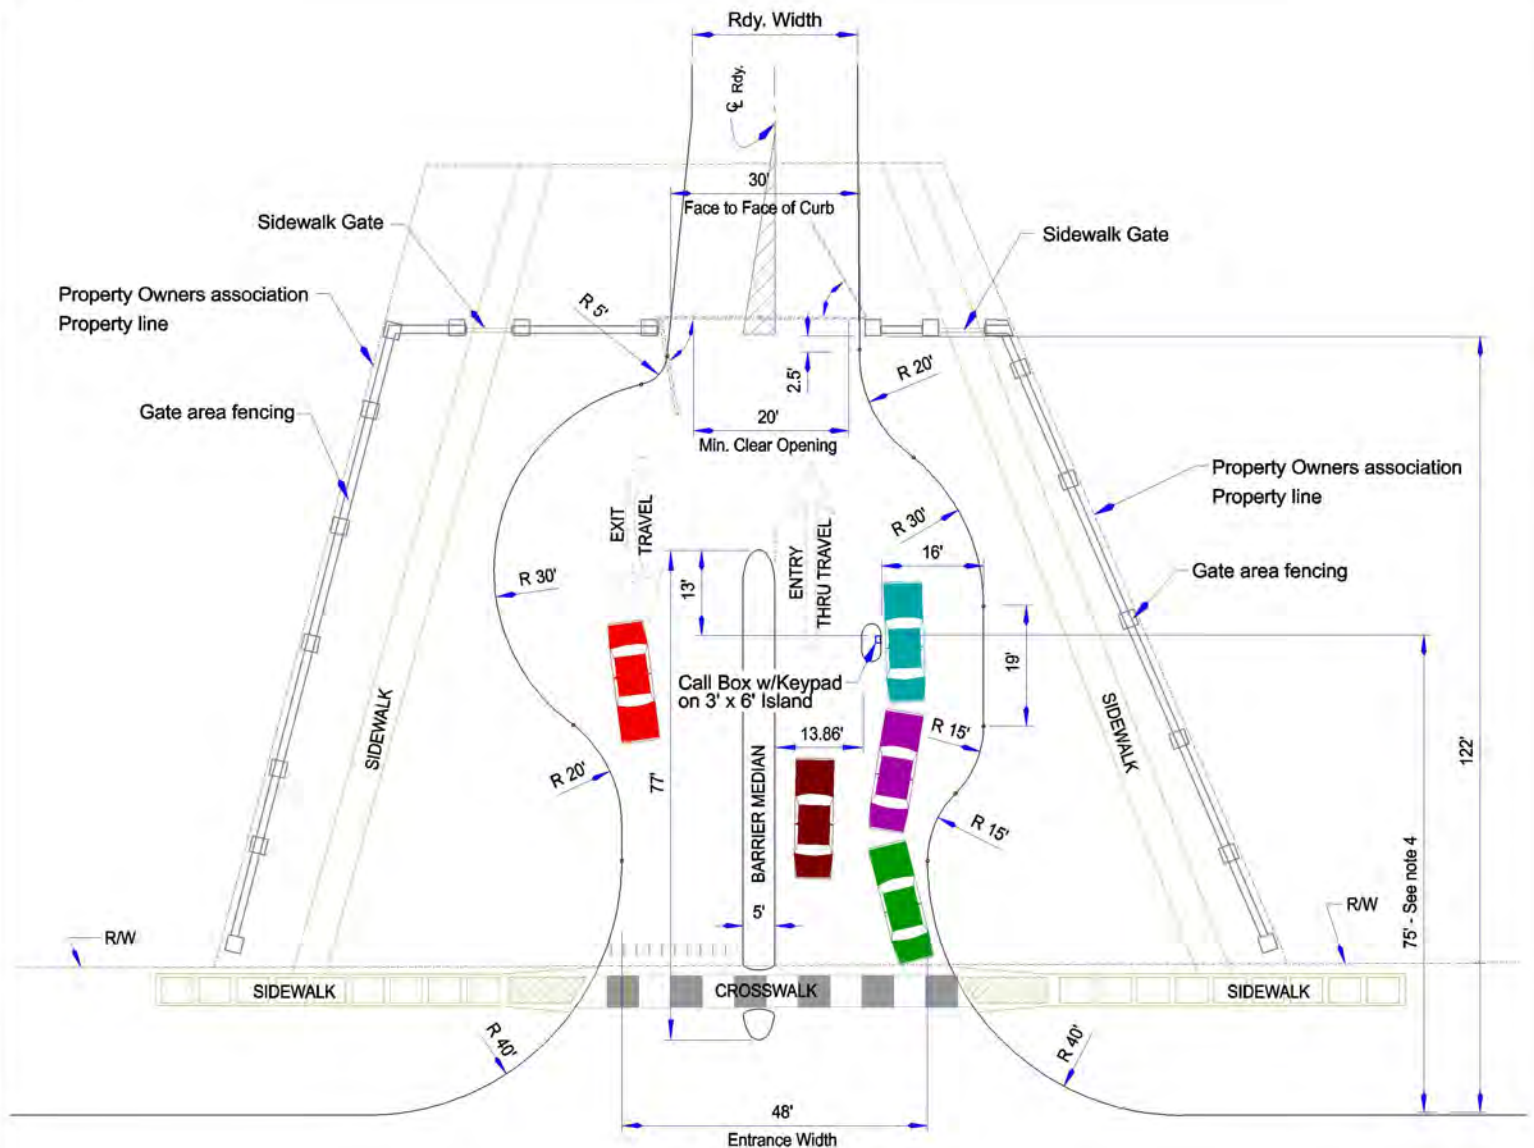 Rdy. Width
℄ Rdy.
30'
Face to Face of Curb
Sidewalk Gate
Sidewalk Gate
Property Owners association
Property line
R 5'
R 20'
2.5'
20'
Min. Clear Opening
Gate area fencing
Property Owners association
Property line
EXIT
TRAVEL
ENTRY
THRU TRAVEL
R 30'
16'
Gate area fencing
R 30'
13'
19'
Call Box w/Keypad
on 3' x 6' Island
SIDEWALK
SIDEWALK
13.86'
R 15'
R 20'
77'
BARRIER MEDIAN
122'
R 15'
75' - See note 4
5'
R/W
R/W
SIDEWALK
CROSSWALK
SIDEWALK
R 40'
R 40'
48'
Entrance Width